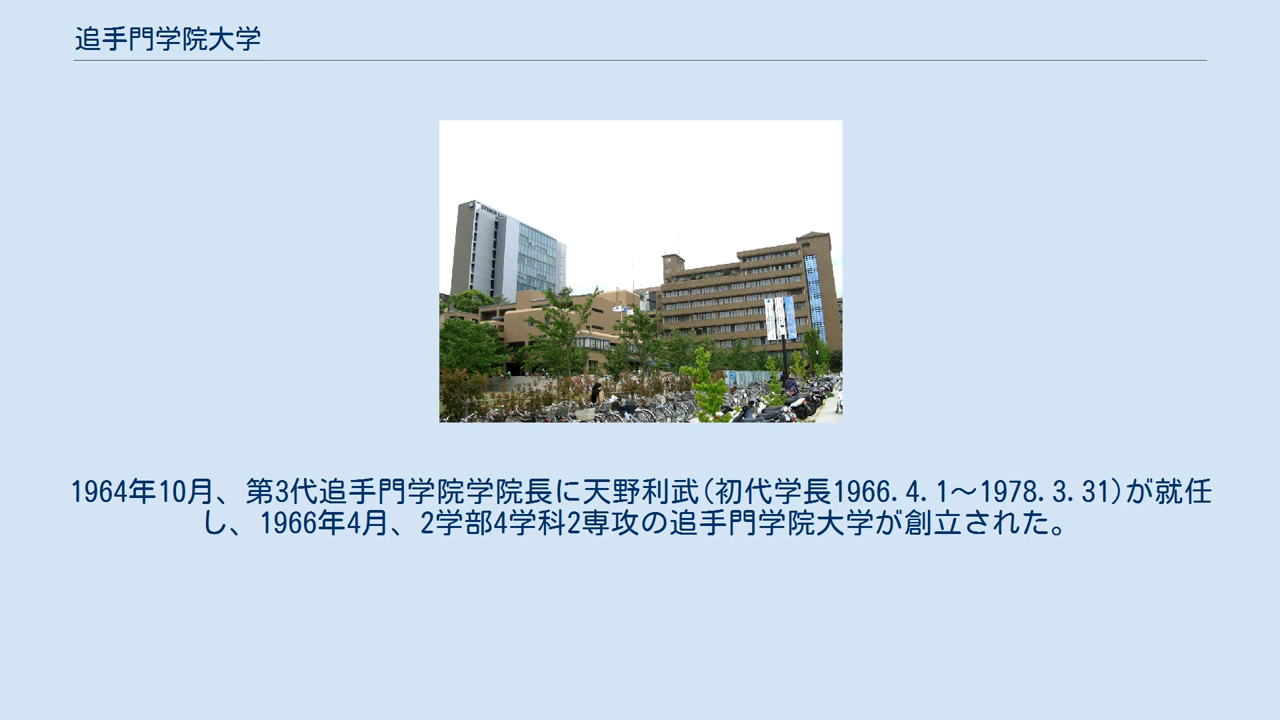 追手門学院大学
1964年10月、第3代追手門学院学院長に天野利武(初代学長1966.4.1～1978.3.31)が就任
し、1966年4月、2学部4学科2専攻の追手門学院大学が創立された。